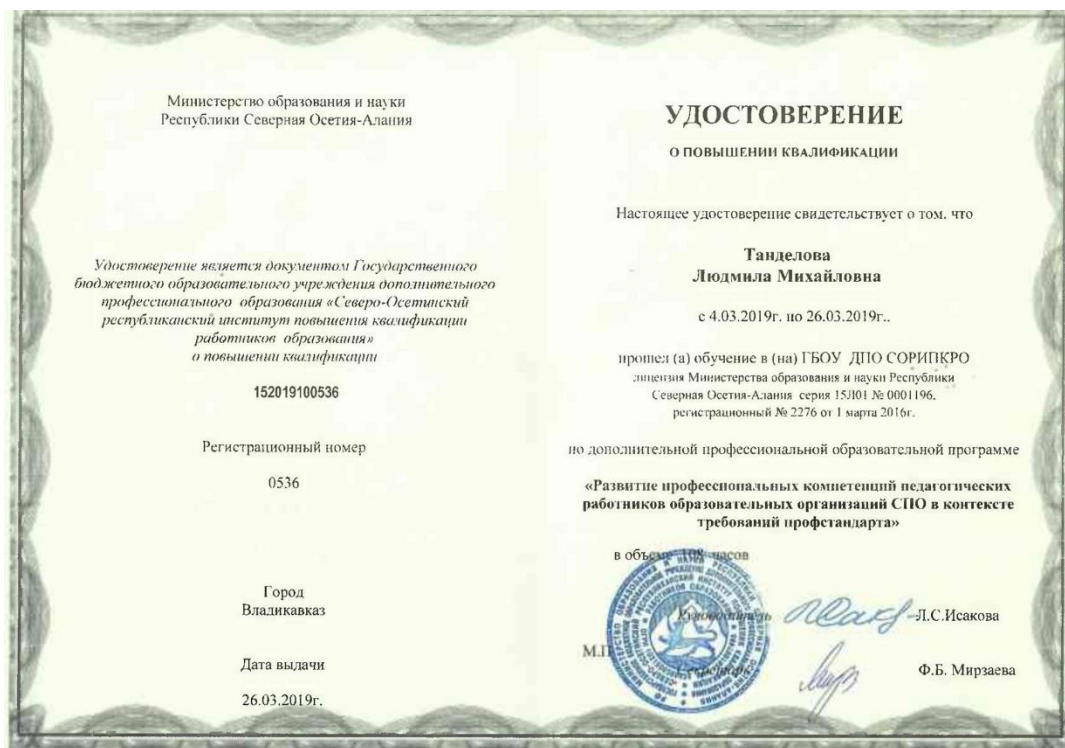 Министерство образования и науки
Республики Северная Осетия-Алания
Удостоверение является документом Государственного
бюджетного образовательного учреждения дополнительного
профессионального образования «Северо-Осетинский
республиканский институт повышения квалификации
работников образования»
о повышении квалификации
152019100536
Регистрационный номер
0536
Город
Владикавказ
Дата выдачи
26.03.2019г.
УДОСТОВЕРЕНИЕ
О ПОВЫШЕНИИ КВАЛИФИКАЦИИ
Настоящее удостоверение свидетельствует о том, что
Танделова
Людмила Михайловна
с 4.03.2019г. по 26.03.2019г..
прошел (а) обучение в (на) ГБОУ ДПО СОРИПКРО
лицензия Министерства образования и науки Республики
Северная Осетия-Алания серия 15Л01 № 0001196,
регистрационный № 2276 от 1 марта 2016г.
по дополнительной профессиональной образовательной программе
«Развитие профессиональных компетенций педагогических
работников образовательных организаций СПО в контексте
требований профстандарта»
в объеме 108 часов
Руководитель Л.С.Исакова
М.П.
Секретарь Ф.Б. Мирзаева